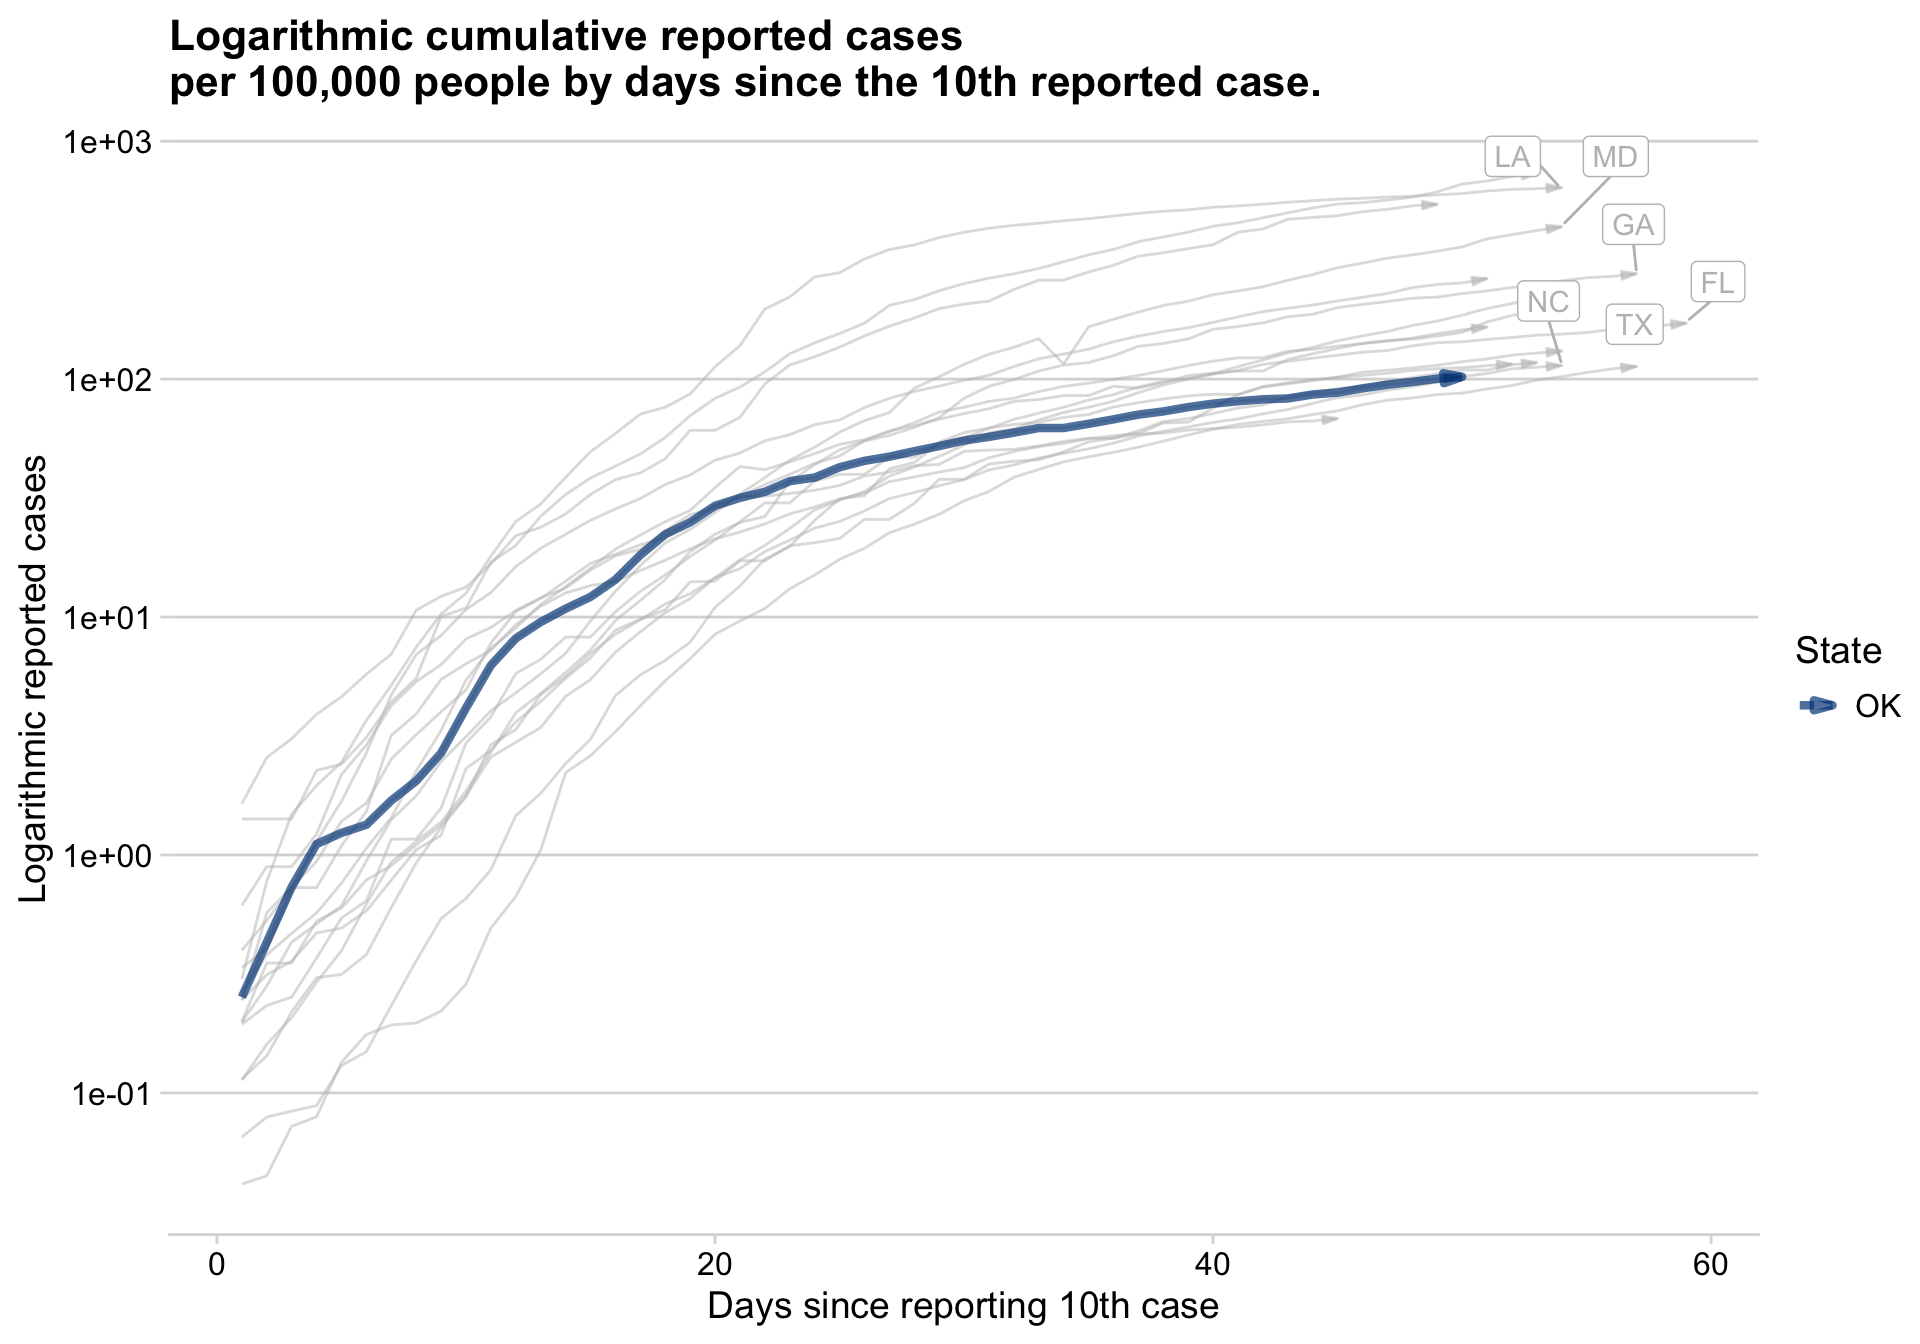 Logarithmic cumulative reported cases
per 100,000 people by days since the 10th reported case.
1e+03
1e+02
1e+01
1e+00
1e-01
Logarithmic reported cases
LA
MD
GA
FL
NC
TX
State
OK
0
20
40
60
Days since reporting 10th case